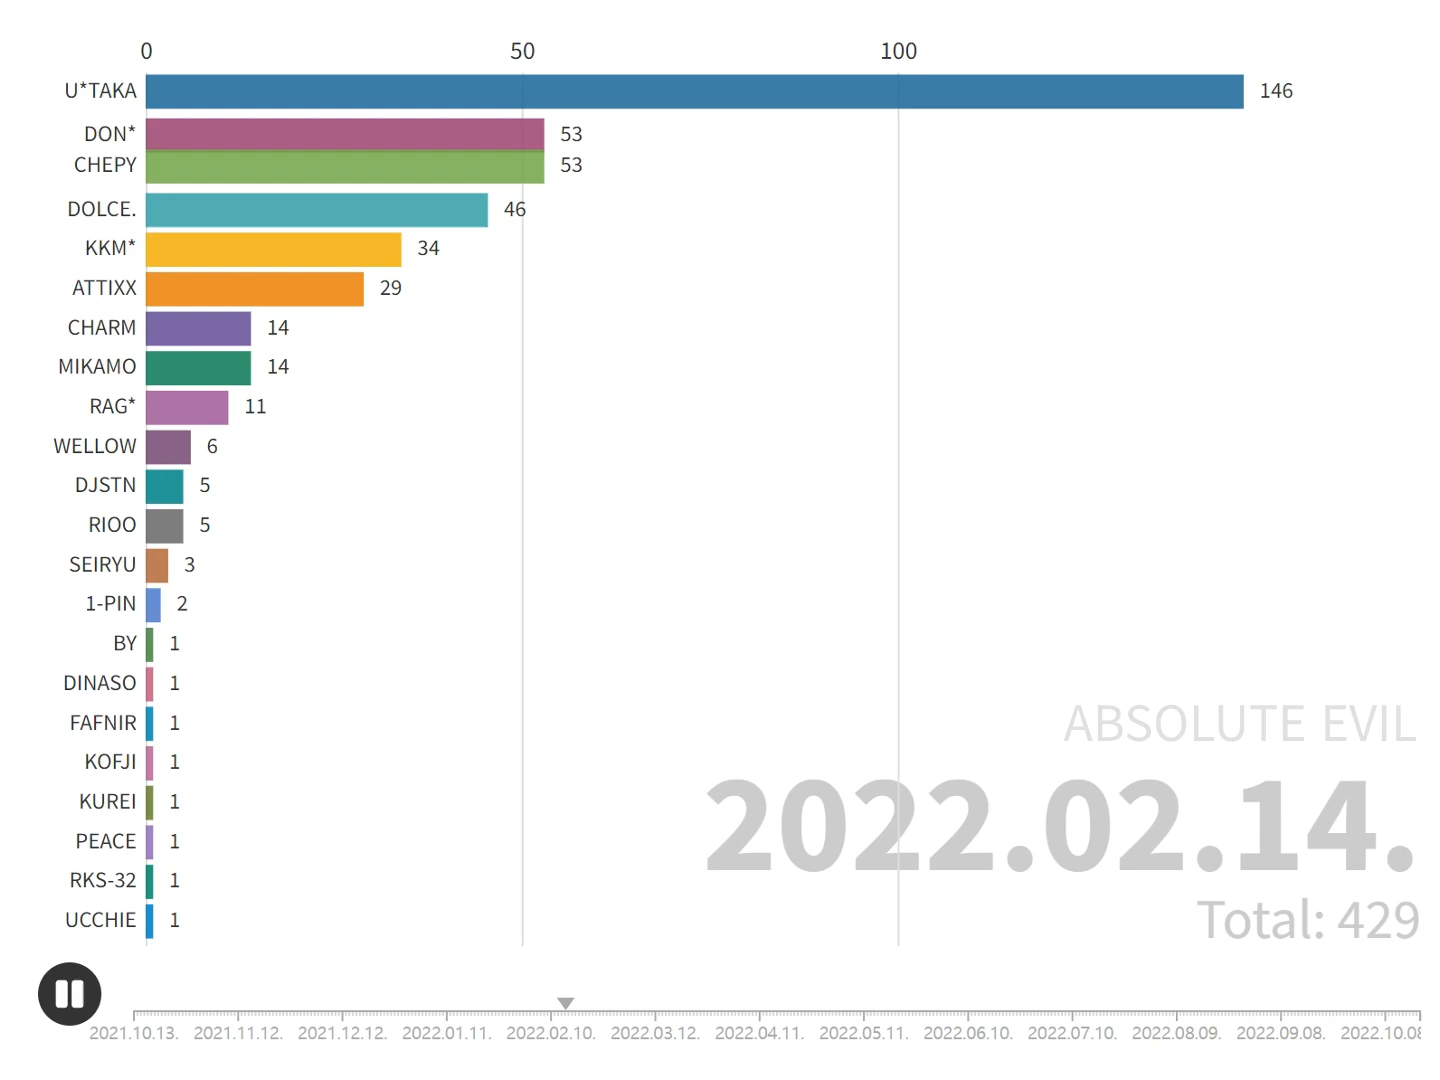 0 50 100
U*TAKA 146
DON* 53
CHEPY 53
DOLCE. 46
KKM* 34
ATTIXX 29
CHARM 14
MIKAMO 14
RAG* 11
WELLOW 6
DJSTN 5
RIOO 5
SEIRYU 3
1-PIN 2
BY 1
DINASO 1
FAFNIR 1
KOFJI 1
KUREI 1
PEACE 1
RKS-32 1
UCCHIE 1
ABSOLUTE EVIL
2022.02.14.
Total: 429
2021.10.13. 2021.11.12. 2021.12.12. 2022.01.11. 2022.02.10. 2022.03.12. 2022.04.11. 2022.05.11. 2022.06.10. 2022.07.10. 2022.08.09. 2022.09.08. 2022.10.08